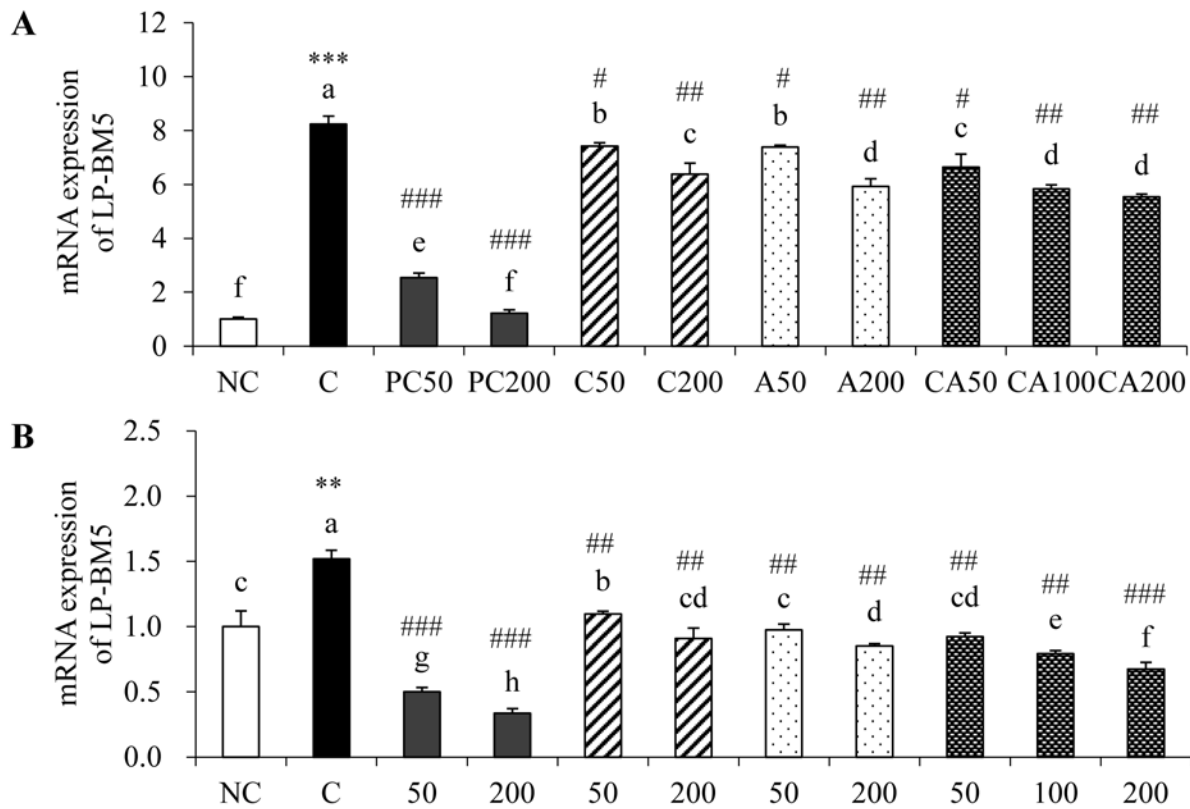 A
mRNA expression
of LP-BM5
12
10
8
6
4
2
0
f
***
a
###
e
###
f
#
b
##
c
#
b
##
d
#
c
##
d
##
d
NC C PC50 PC200 C50 C200 A50 A200 CA50 CA100 CA200
B
mRNA expression
of LP-BM5
2.5
2.0
1.5
1.0
0.5
0.0
c
**
a
###
g
###
h
##
b
##
cd
##
c
##
d
##
cd
##
e
###
f
NC C 50 200 50 200 50 200 50 100 200